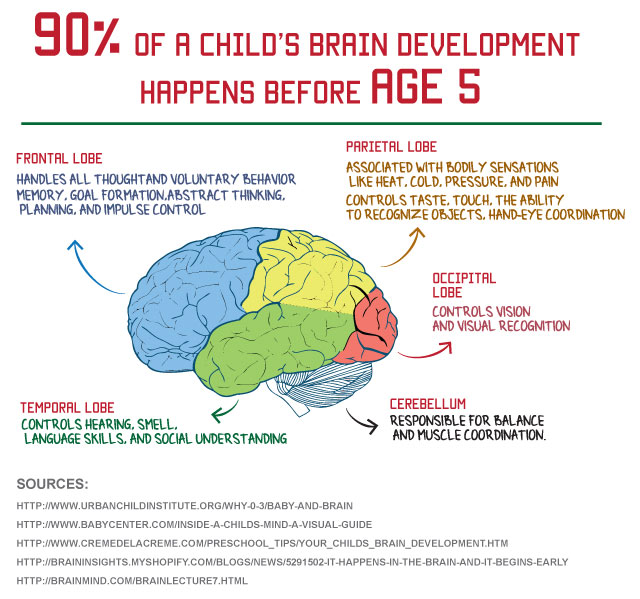 90% OF A CHILD'S BRAIN DEVELOPMENT
HAPPENS BEFORE AGE 5
FRONTAL LOBE
HANDLES ALL THOUGHTAND VOLUNTARY BEHAVIOR
MEMORY, GOAL FORMATION,ABSTRACT THINKING,
PLANNING, AND IMPULSE CONTROL
PARIETAL LOBE
ASSOCIATED WITH BODILY SENSATIONS
LIKE HEAT, COLD, PRESSURE, AND PAIN
CONTROLS TASTE, TOUCH, THE ABILITY
TO RECOGNIZE OBJECTS, HAND-EYE COORDINATION
OCCIPITAL
LOBE
CONTROLS VISION
AND VISUAL RECOGNITION
TEMPORAL LOBE
CONTROLS HEARING, SMELL,
LANGUAGE SKILLS, AND SOCIAL UNDERSTANDING
CEREBELLUM
RESPONSIBLE FOR BALANCE
AND MUSCLE COORDINATION.
SOURCES:
HTTP://WWW.URBANCHILDINSTITUTE.ORG/WHY-0-3/BABY-AND-BRAIN
HTTP://WWW.BABYCENTER.COM/INSIDE-A-CHILDS-MIND-A-VISUAL-GUIDE
HTTP://WWW.CREMEDELACREME.COM/PRESCHOOL_TIPS/YOUR_CHILDS_BRAIN_DEVELOPMENT.HTM
HTTP://BRAININSIGHTS.MYSHOPIFY.COM/BLOGS/NEWS/5291502-IT-HAPPENS-IN-THE-BRAIN-AND-IT-BEGINS-EARLY
HTTP://BRAINMIND.COM/BRAINLECTURE7.HTML